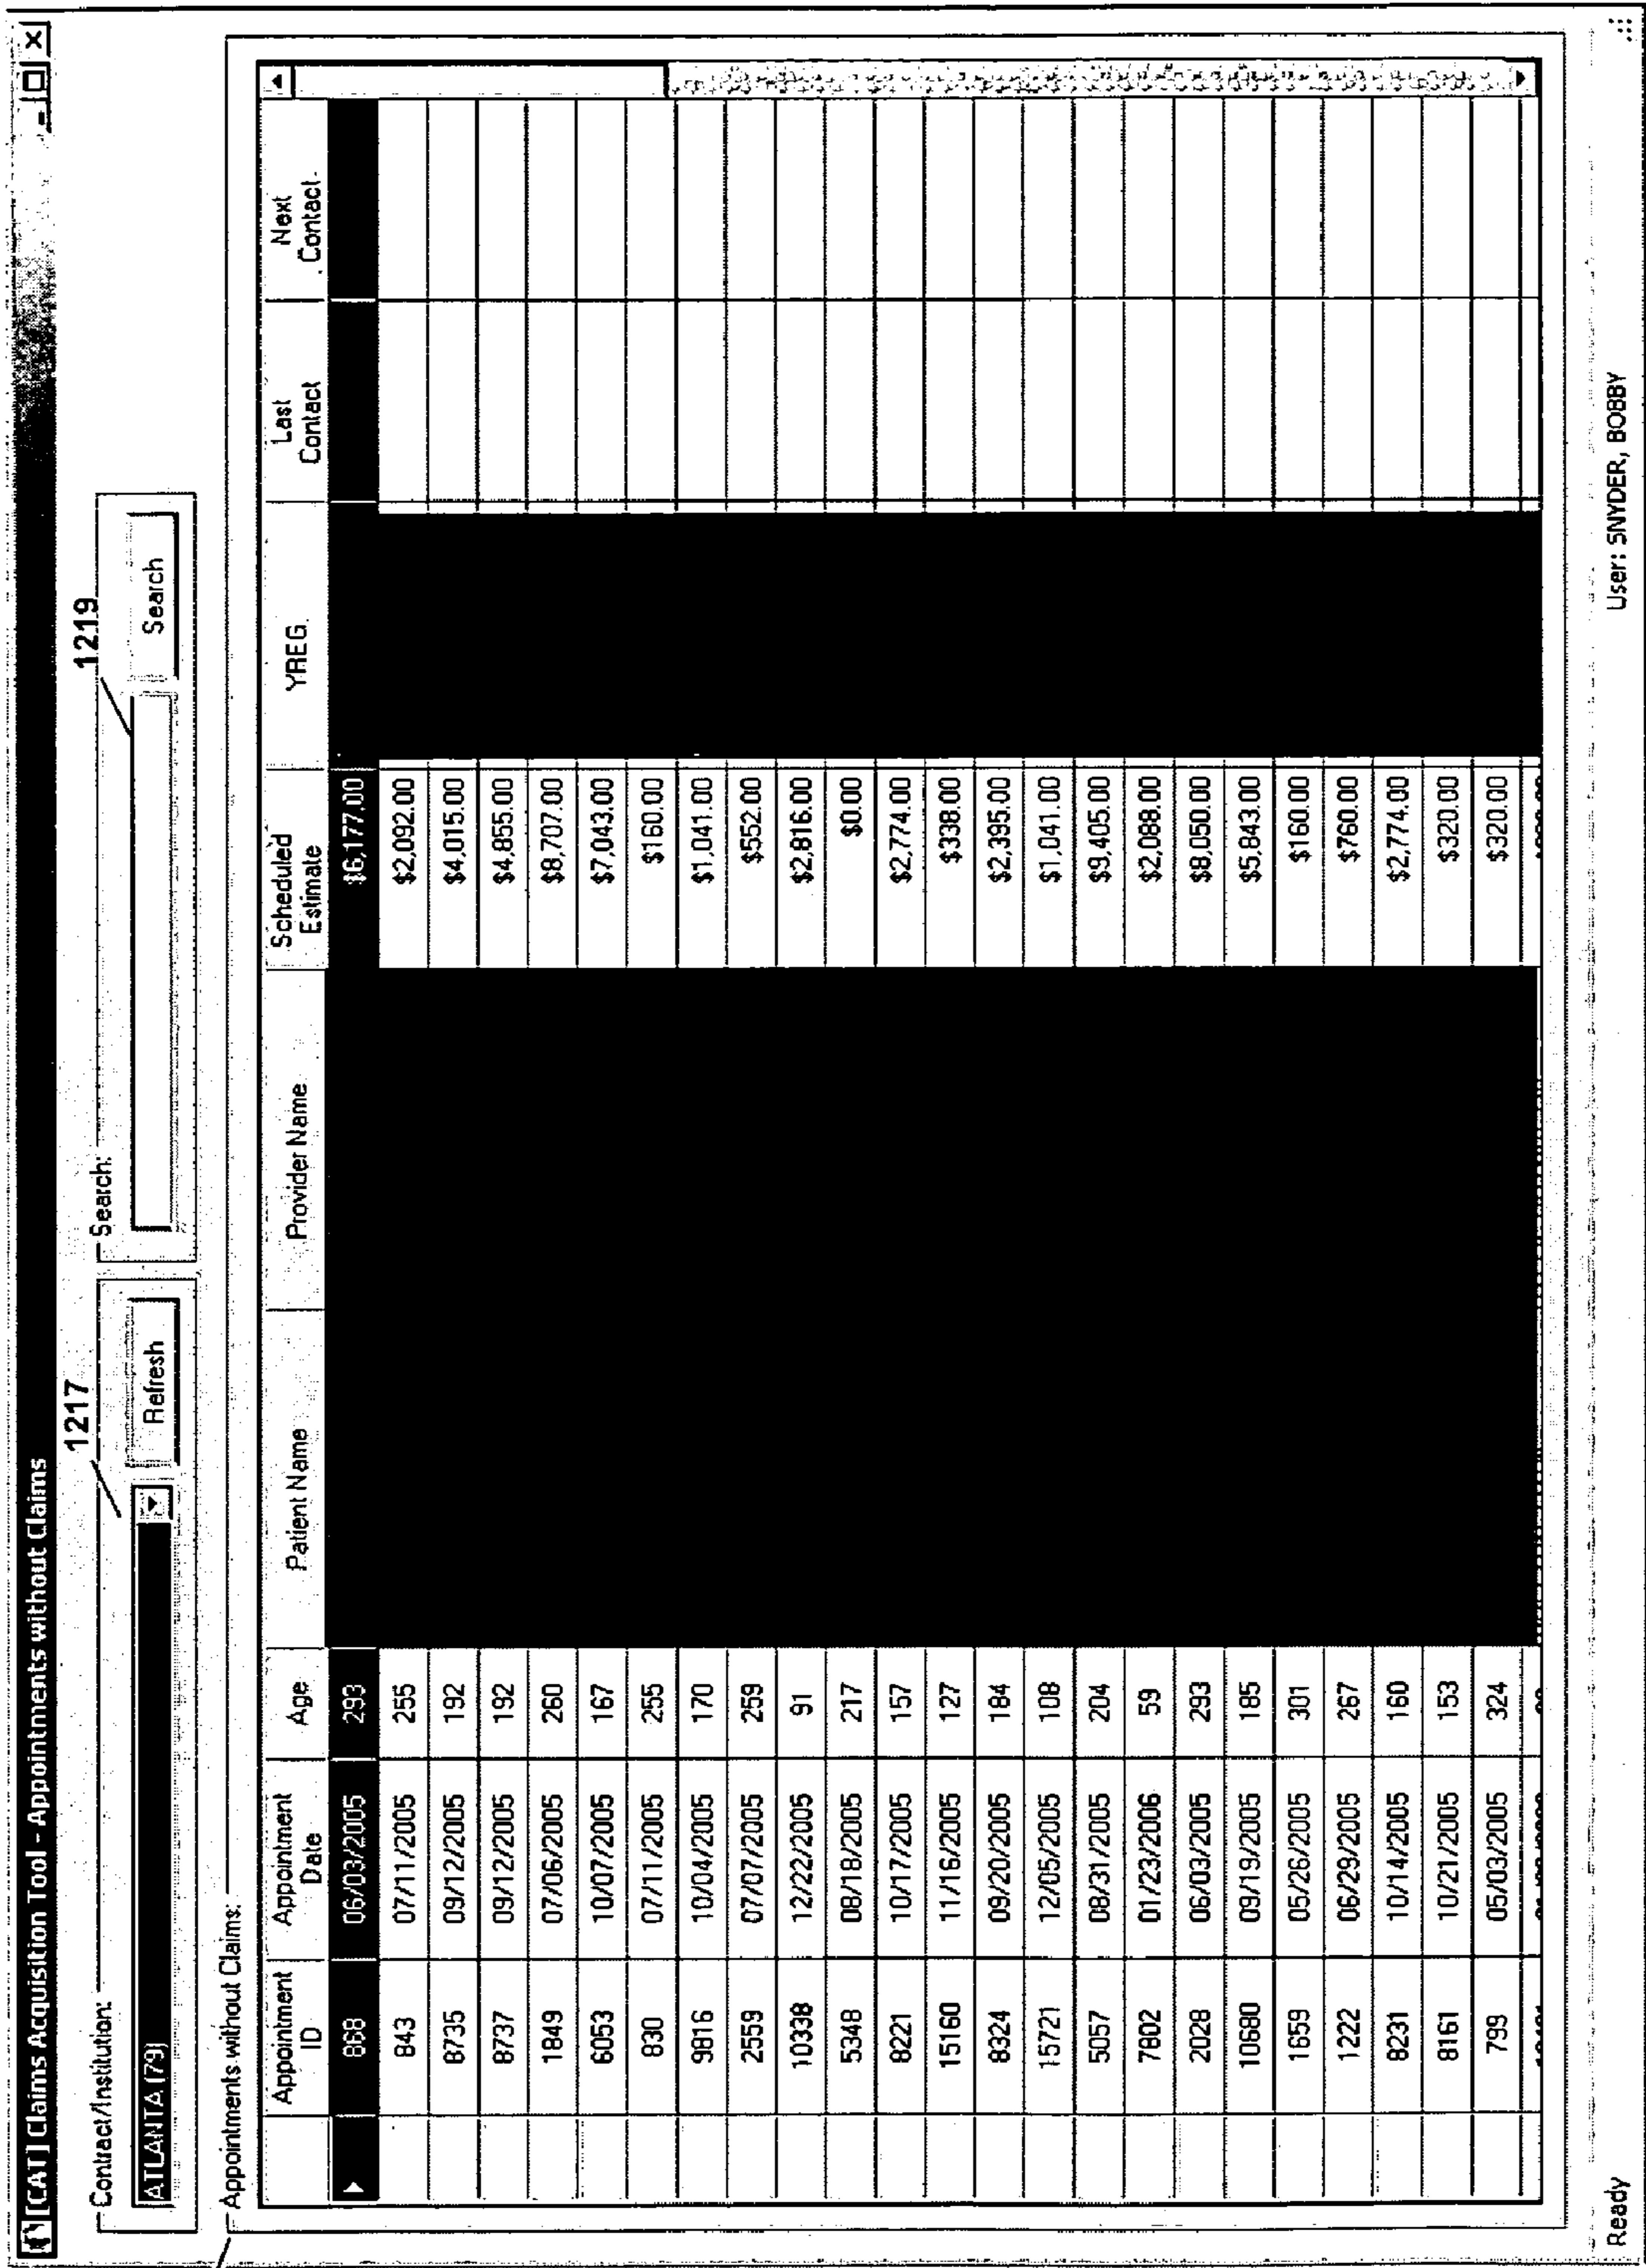 [CAT] Claims Acquisition Tool - Appointments without Claims
1217
1219
Contract/Institution:
Search:
ATLANTA (79)
Refresh
Search
Appointments without Claims:
Appointment ID Appointment Date Age Patient Name Provider Name Scheduled Estimate YREG Last Contact Next Contact
868 06/03/2005 293 $6,177.00
843 07/11/2005 255 $2,092.00
8735 09/12/2005 192 $4,015.00
8737 09/12/2005 192 $4,855.00
1849 07/06/2005 260 $8,707.00
6053 10/07/2005 167 $7,043.00
830 07/11/2005 255 $160.00
9816 10/04/2005 170 $1,041.00
2559 07/07/2005 259 $552.00
10338 12/22/2005 91 $2,816.00
5348 08/18/2005 217 $0.00
8221 10/17/2005 157 $2,774.00
15160 11/16/2005 127 $338.00
8324 09/20/2005 184 $2,395.00
15721 12/05/2005 108 $1,041.00
5057 08/31/2005 204 $9,405.00
7802 01/23/2006 59 $2,088.00
2028 06/03/2005 293 $8,050.00
10680 09/19/2005 185 $5,843.00
1659 05/26/2005 301 $160.00
1222 06/29/2005 267 $760.00
8231 10/14/2005 160 $2,774.00
8161 10/21/2005 153 $320.00
799 05/03/2005 324 $320.00
Ready
User: SNYDER, BOBBY